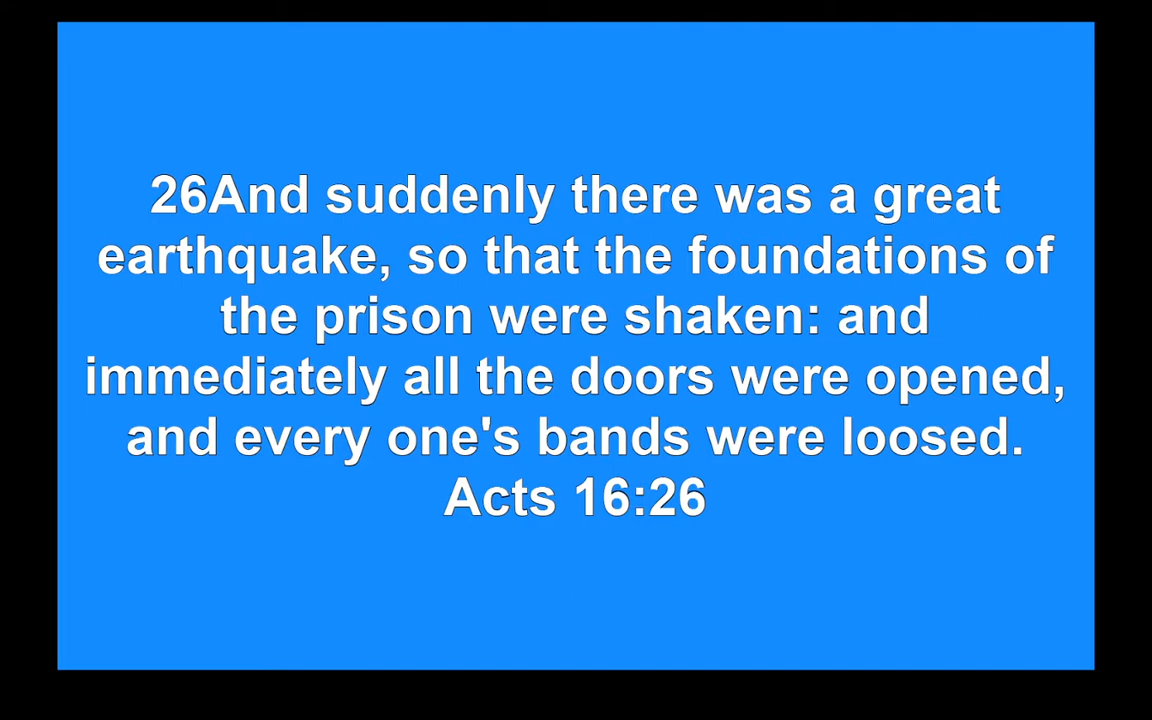 26And suddenly there was a great
earthquake, so that the foundations of
the prison were shaken: and
immediately all the doors were opened,
and every one's bands were loosed.
Acts 16:26